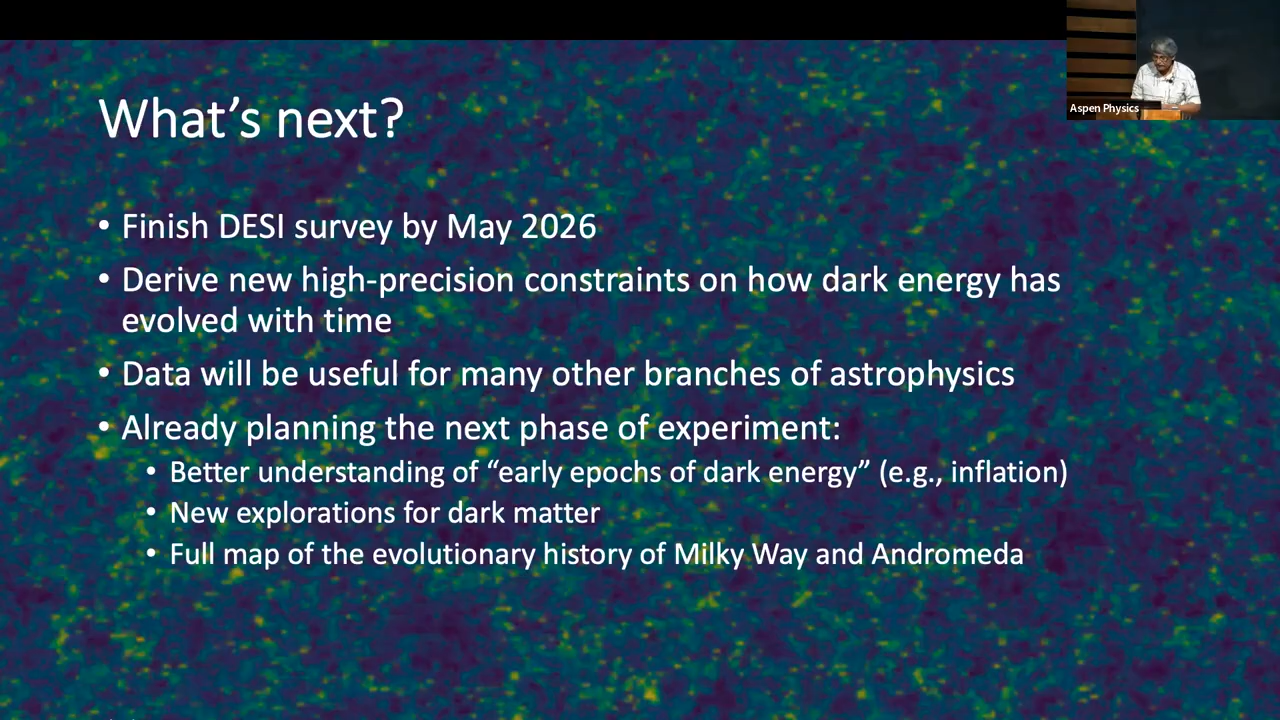 Aspen Physics
What’s next?
• Finish DESI survey by May 2026
• Derive new high-precision constraints on how dark energy has
evolved with time
• Data will be useful for many other branches of astrophysics
• Already planning the next phase of experiment:
• Better understanding of “early epochs of dark energy” (e.g., inflation)
• New explorations for dark matter
• Full map of the evolutionary history of Milky Way and Andromeda